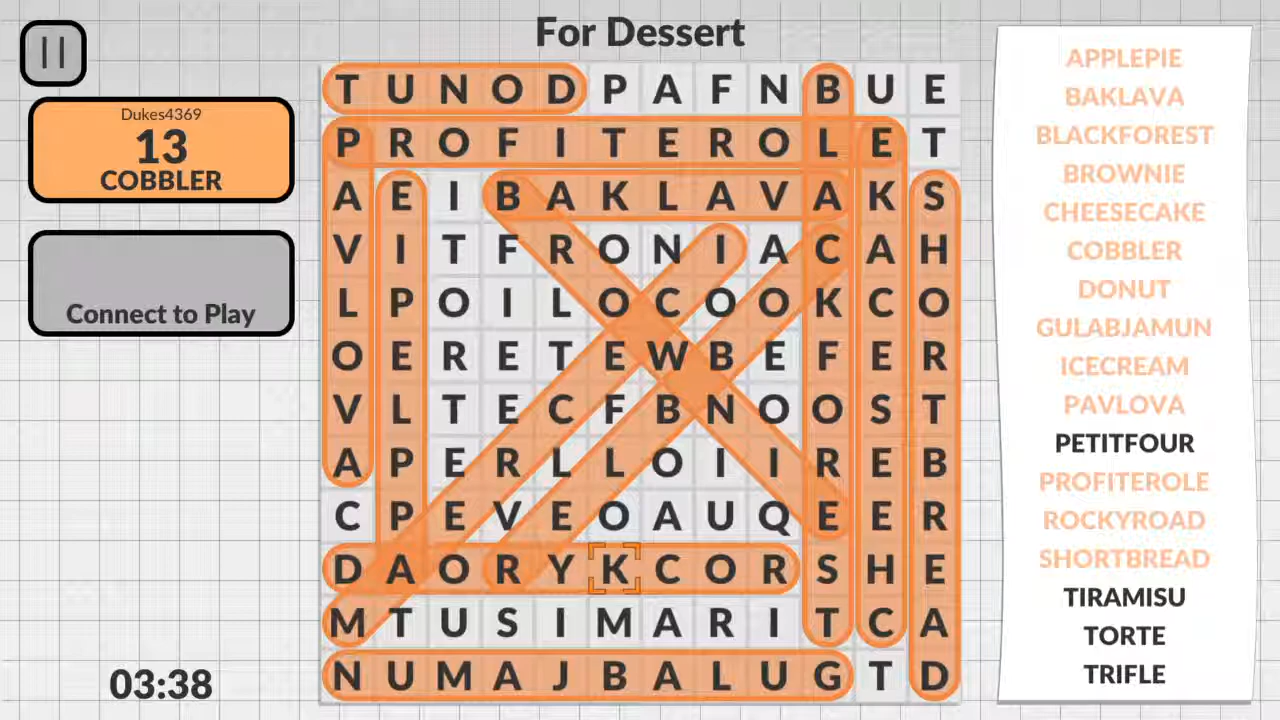 For Dessert
Dukes4369
13
COBBLER
Connect to Play
03:38
T U N O D P A F N B U E
P R O F I T E R O L E T
A E I B A K L A V A K S
V I T F R O N I A C A H
L P O I L O C O O K C O
O E R E T E W B E F E R
V L T E C F B N O O S T
A P E R L L O I I R E B
C P E V E O A U Q E E R
D A O R Y K C O R S H E
M T U S I M A R I T C A
N U M A J B A L U G T D
APPLEPIE
BAKLAVA
BLACKFOREST
BROWNIE
CHEESECAKE
COBBLER
DONUT
GULABJAMUN
ICECREAM
PAVLOVA
PETITFOUR
PROFITEROLE
ROCKYROAD
SHORTBREAD
TIRAMISU
TORTE
TRIFLE